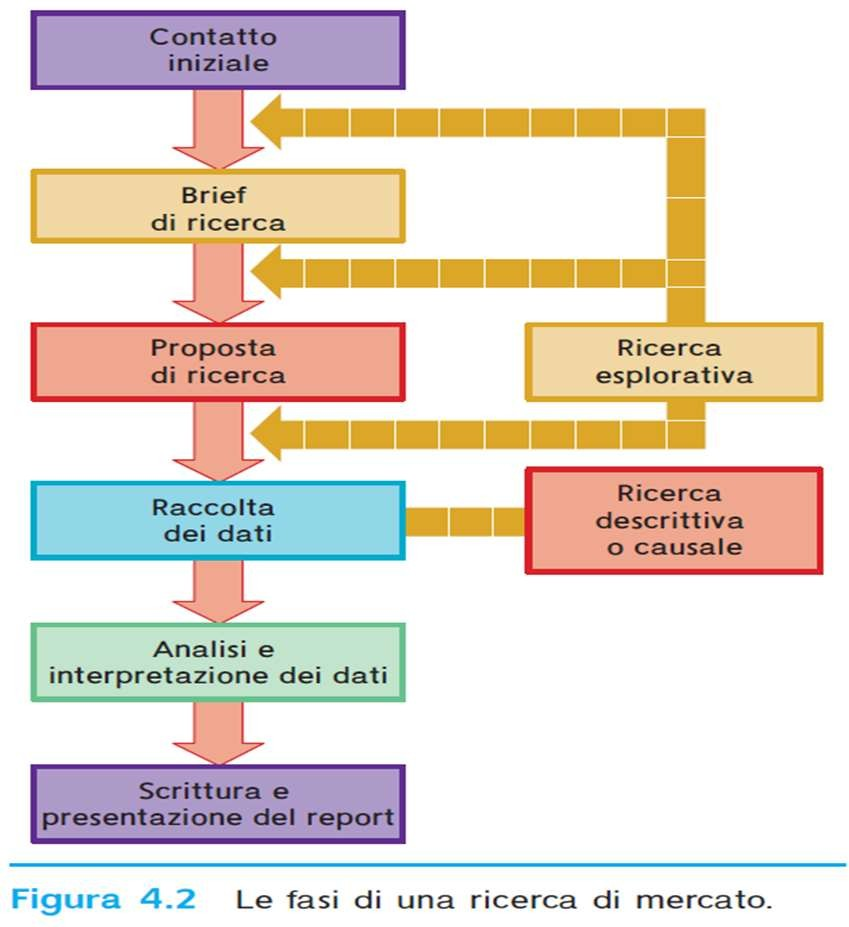 Contatto
iniziale
Brief
di ricerca
Proposta
di ricerca
Ricerca
esplorativa
Raccolta
dei dati
Ricerca
descrittiva
o causale
Analisi e
interpretazione dei dati
Scrittura e
presentazione del report
Figura 4.2 Le fasi di una ricerca di mercato.